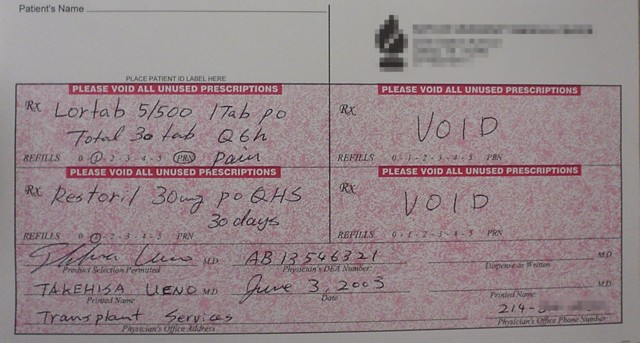 Patient's Name
PLACE PATIENT ID LABEL HERE
PLEASE VOID ALL UNUSED PRESCRIPTIONS
Rx Lortab 5/500 1 Tab po
Total 30 tab Q6h
REFILLS 0 1 2 - 3 - 4 - 5 PRN Pain
PLEASE VOID ALL UNUSED PRESCRIPTIONS
Rx VOID
REFILLS 0 - 1 - 2 - 3 - 4 - 5 PRN
PLEASE VOID ALL UNUSED PRESCRIPTIONS
Rx Restoril 30mg po QHS
30 days
REFILLS 0 - 1 - 2 - 3 - 4 - 5 PRN
PLEASE VOID ALL UNUSED PRESCRIPTIONS
Rx VOID
REFILLS 0 - 1 - 2 - 3 - 4 - 5 PRN
Ueno M.D. AB13546321 M.D.
Product Selection Permitted Physician's DEA Number Dispense as Written
TAKEHISA UENO M.D. June 3, 2003
Printed Name Date Printed Name
Transplant Services 214-
Physician's Office Address Physician's Office Phone Number